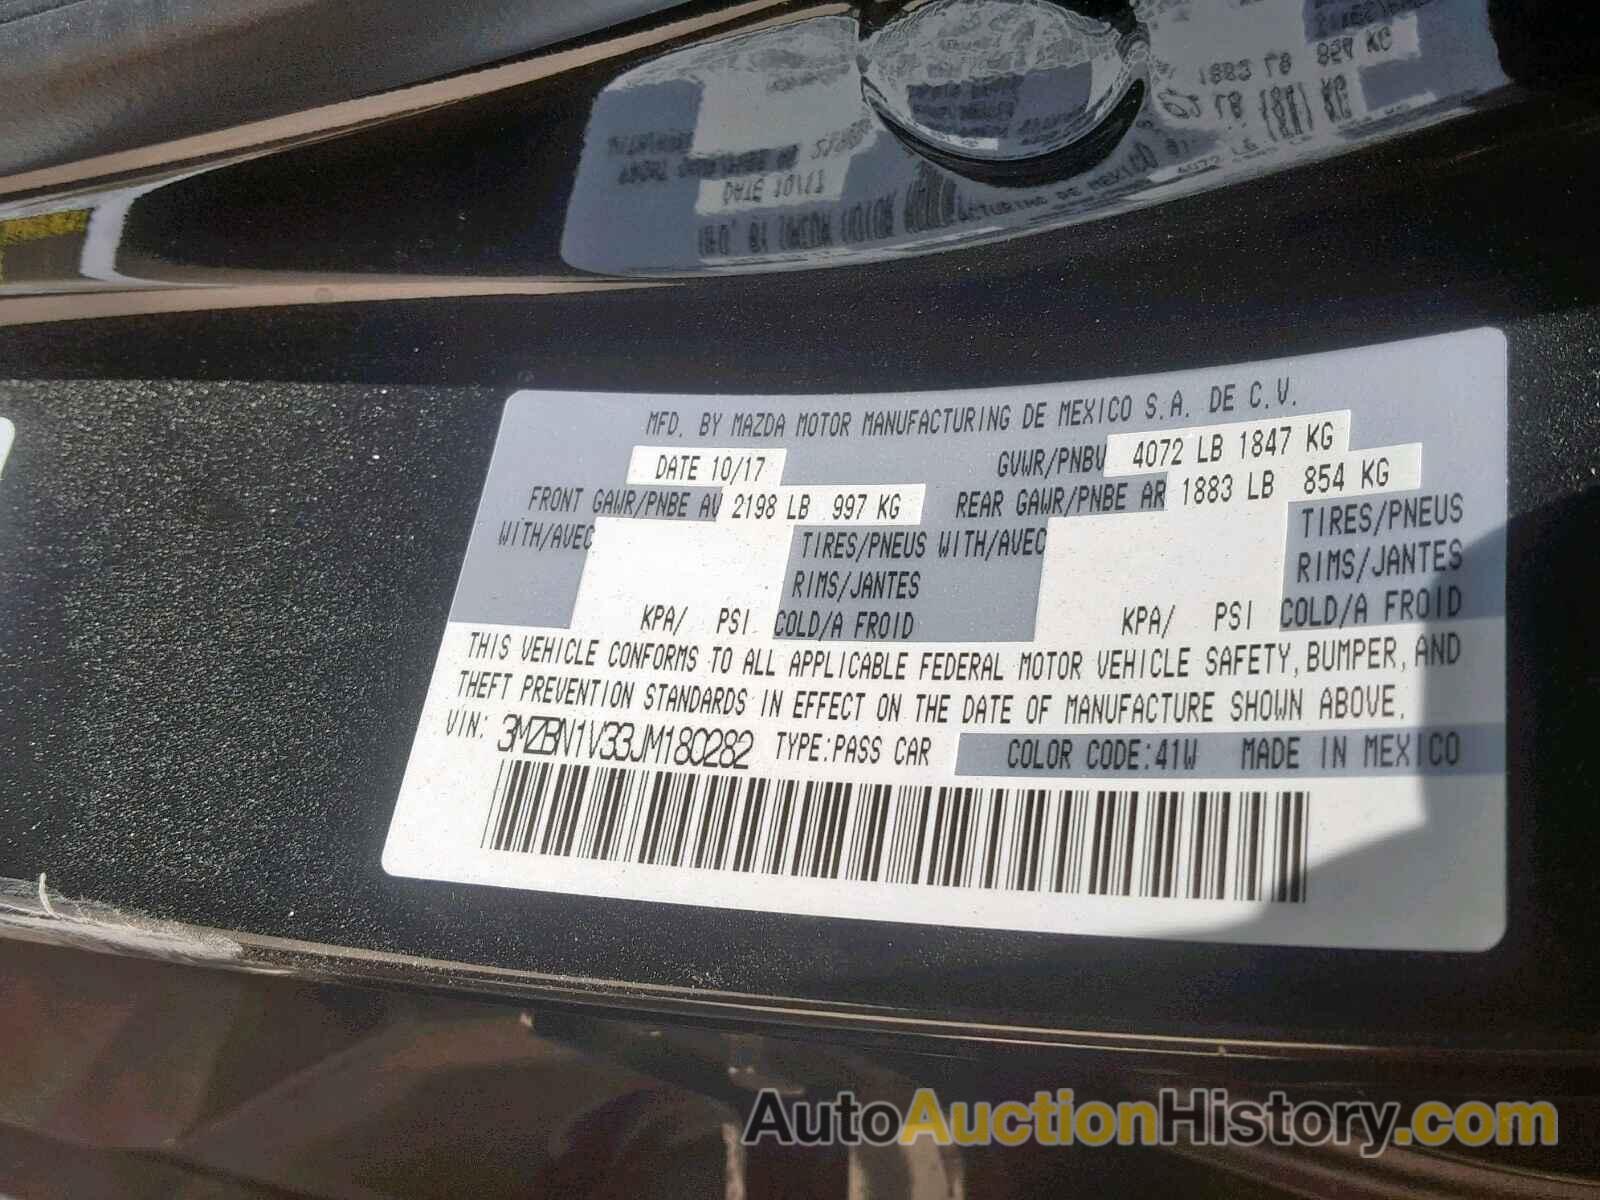 MFD. BY MAZDA MOTOR MANUFACTURING DE MEXICO S.A. DE C.V.
DATE 10/17 GVWR/PNBV 4072 LB 1847 KG
FRONT GAWR/PNBE AV 2198 LB 997 KG REAR GAWR/PNBE AR 1883 LB 854 KG
WITH/AVEC TIRES/PNEUS WITH/AVEC TIRES/PNEUS
RIMS/JANTES RIMS/JANTES
KPA/ PSI COLD/A FROID KPA/ PSI COLD/A FROID
THIS VEHICLE CONFORMS TO ALL APPLICABLE FEDERAL MOTOR VEHICLE SAFETY, BUMPER, AND
THEFT PREVENTION STANDARDS IN EFFECT ON THE DATE OF MANUFACTURE SHOWN ABOVE.
VIN: 3MZBN1V33JM180282 TYPE:PASS CAR COLOR CODE:41W MADE IN MEXICO
AutoAuctionHistory.com